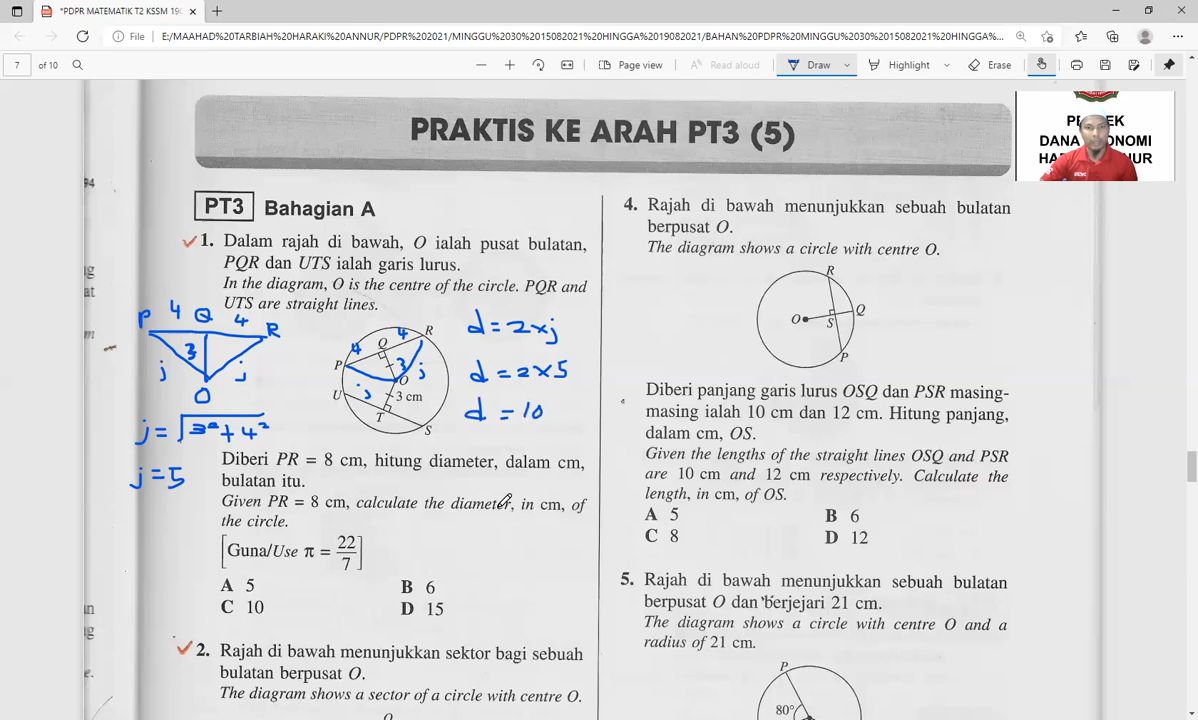 *PDPR MATEMATIK T2 KSSM 190
File
E:/MAAHAD%20TARBIAH%20HARAKI%20ANNUR/PDPR%202021/MINGGU%2030%2015082021%20HINGGA%2019082021/BAHAN%20PDPR%20MINGGU%2030%2015082021%20HINGGA%...
7 of 10
Page view
Read aloud
Draw
Highlight
Erase
PRAKTIS KE ARAH PT3 (5)
DANA
94
PT3 Bahagian A
1. Dalam rajah di bawah, O ialah pusat bulatan,
PQR dan UTS ialah garis lurus.
In the diagram, O is the centre of the circle. PQR and
UTS are straight lines.
P 4 Q 4 R
3
j j
O
j = √3² + 4²
j = 5
4 4 R
Q
P
3 j
O
j
U
3 cm
T
S
d = 2 x j
d = 2 x 5
d = 10
Diberi PR = 8 cm, hitung diameter, dalam cm,
bulatan itu.
Given PR = 8 cm, calculate the diameter, in cm, of
the circle.
[Guna/Use π = 22/7]
A 5 B 6
C 10 D 15
2. Rajah di bawah menunjukkan sektor bagi sebuah
bulatan berpusat O.
The diagram shows a sector of a circle with centre O.
4. Rajah di bawah menunjukkan sebuah bulatan
berpusat O.
The diagram shows a circle with centre O.
R
Q
O
S
P
Diberi panjang garis lurus OSQ dan PSR masing-
masing ialah 10 cm dan 12 cm. Hitung panjang,
dalam cm, OS.
Given the lengths of the straight lines OSQ and PSR
are 10 cm and 12 cm respectively. Calculate the
length, in cm, of OS.
A 5 B 6
C 8 D 12
5. Rajah di bawah menunjukkan sebuah bulatan
berpusat O dan berjejari 21 cm.
The diagram shows a circle with centre O and a
radius of 21 cm.
P
80°